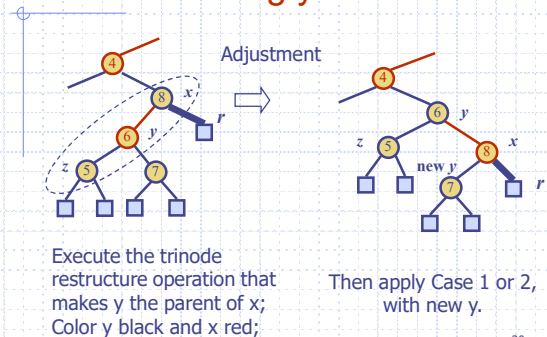 Adjustment
4
8
x
r
6
y
z
5
7
4
6
y
z
5
x
8
new y
7
r
Execute the trinode
restructure operation that
makes y the parent of x;
Color y black and x red;
Then apply Case 1 or 2,
with new y.